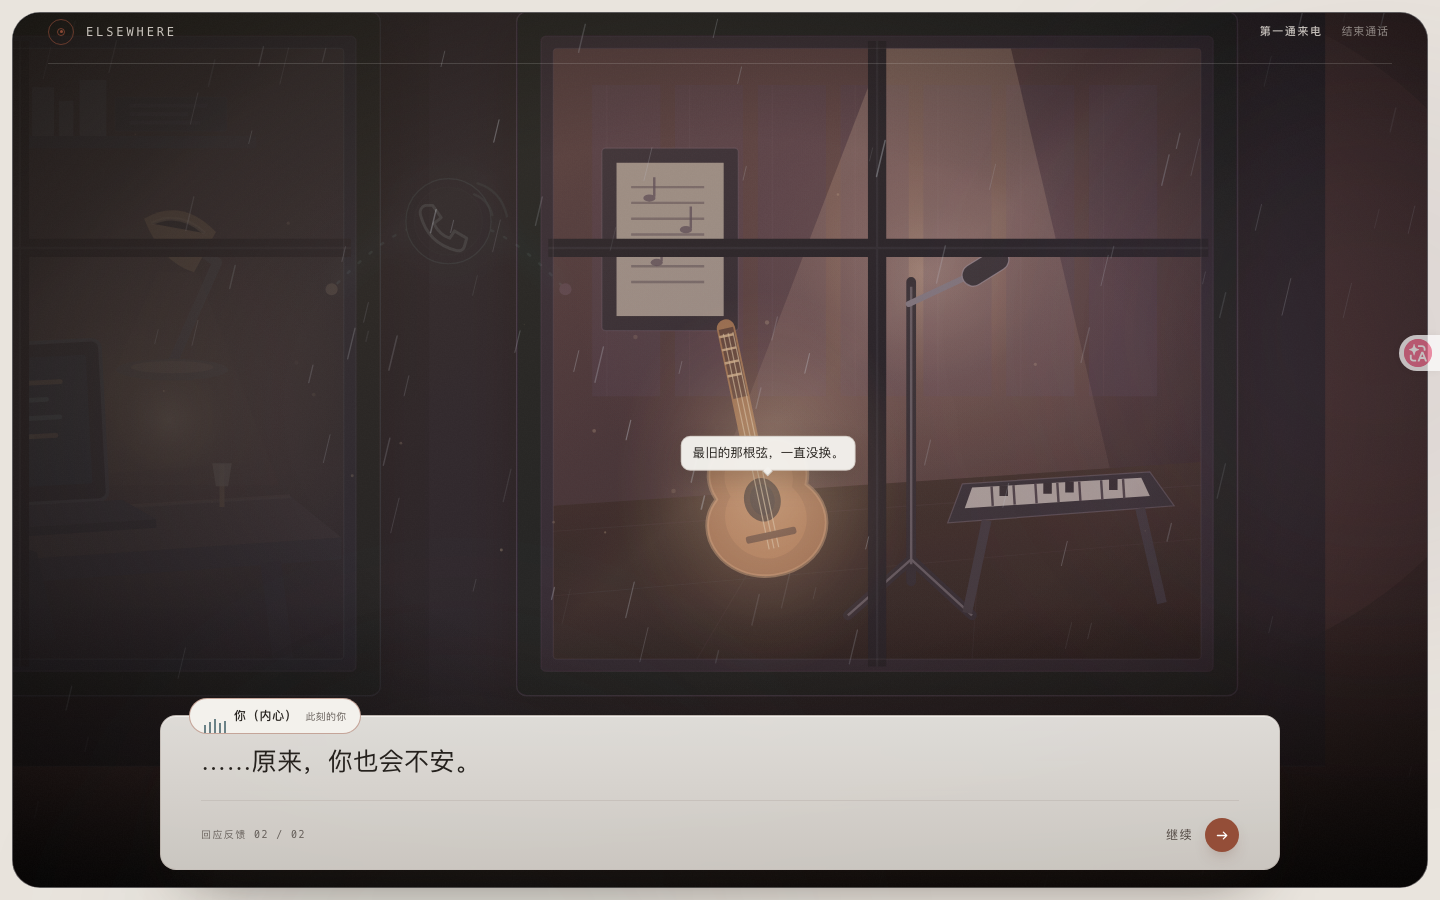 ELSEWHERE
第一通来电
结束通话
最旧的那根弦，一直没换。
你（内心） 此刻的你
……原来，你也会不安。
回应反馈 02 / 02
继续